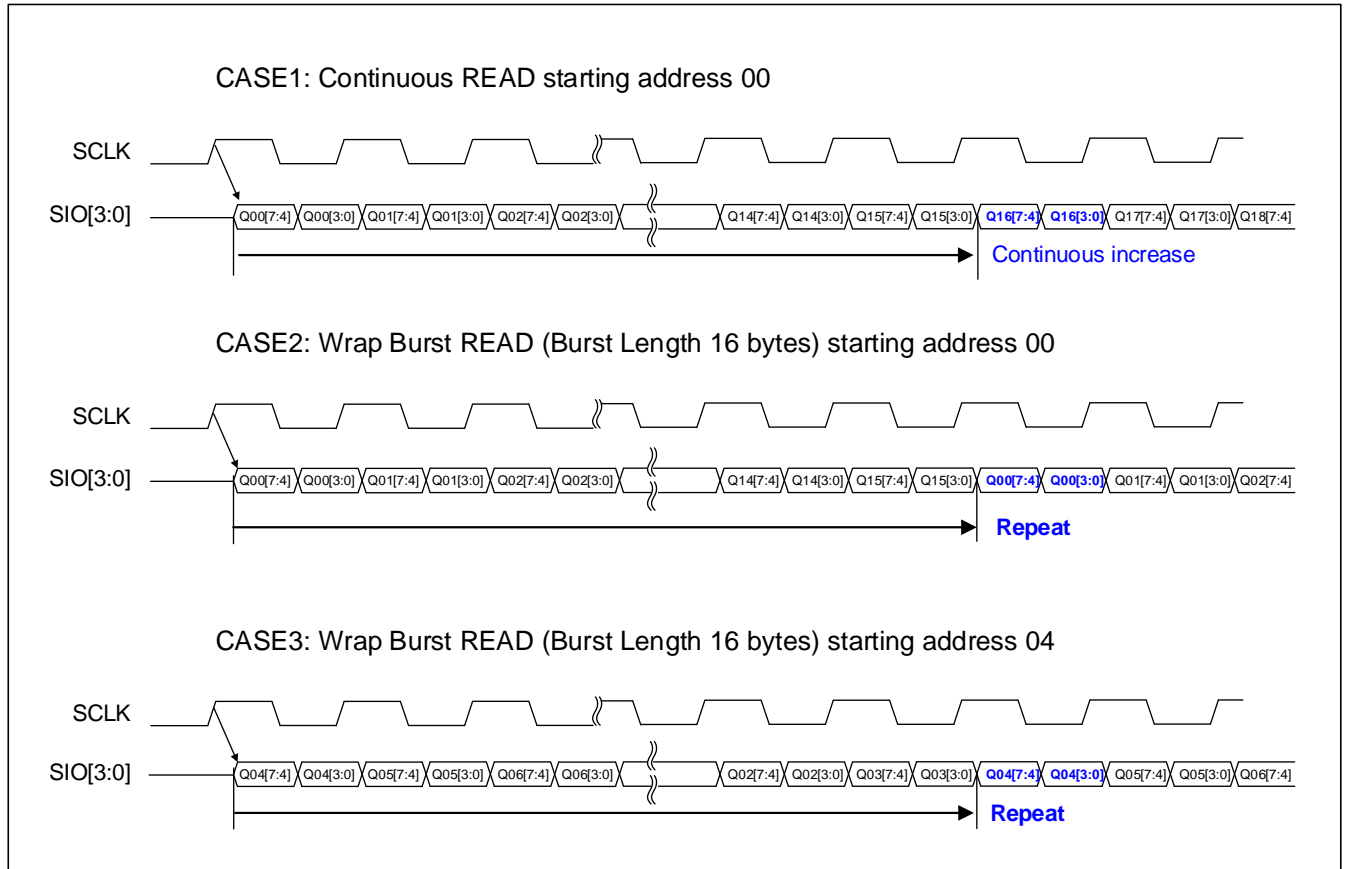 CASE1: Continuous READ starting address 00
SCLK
SIO[3:0] Q00[7:4] Q00[3:0] Q01[7:4] Q01[3:0] Q02[7:4] Q02[3:0] Q14[7:4] Q14[3:0] Q15[7:4] Q15[3:0] Q16[7:4] Q16[3:0] Q17[7:4] Q17[3:0] Q18[7:4]
Continuous increase
CASE2: Wrap Burst READ (Burst Length 16 bytes) starting address 00
SCLK
SIO[3:0] Q00[7:4] Q00[3:0] Q01[7:4] Q01[3:0] Q02[7:4] Q02[3:0] Q14[7:4] Q14[3:0] Q15[7:4] Q15[3:0] Q00[7:4] Q00[3:0] Q01[7:4] Q01[3:0] Q02[7:4]
Repeat
CASE3: Wrap Burst READ (Burst Length 16 bytes) starting address 04
SCLK
SIO[3:0] Q04[7:4] Q04[3:0] Q05[7:4] Q05[3:0] Q06[7:4] Q06[3:0] Q02[7:4] Q02[3:0] Q03[7:4] Q03[3:0] Q04[7:4] Q04[3:0] Q05[7:4] Q05[3:0] Q06[7:4]
Repeat